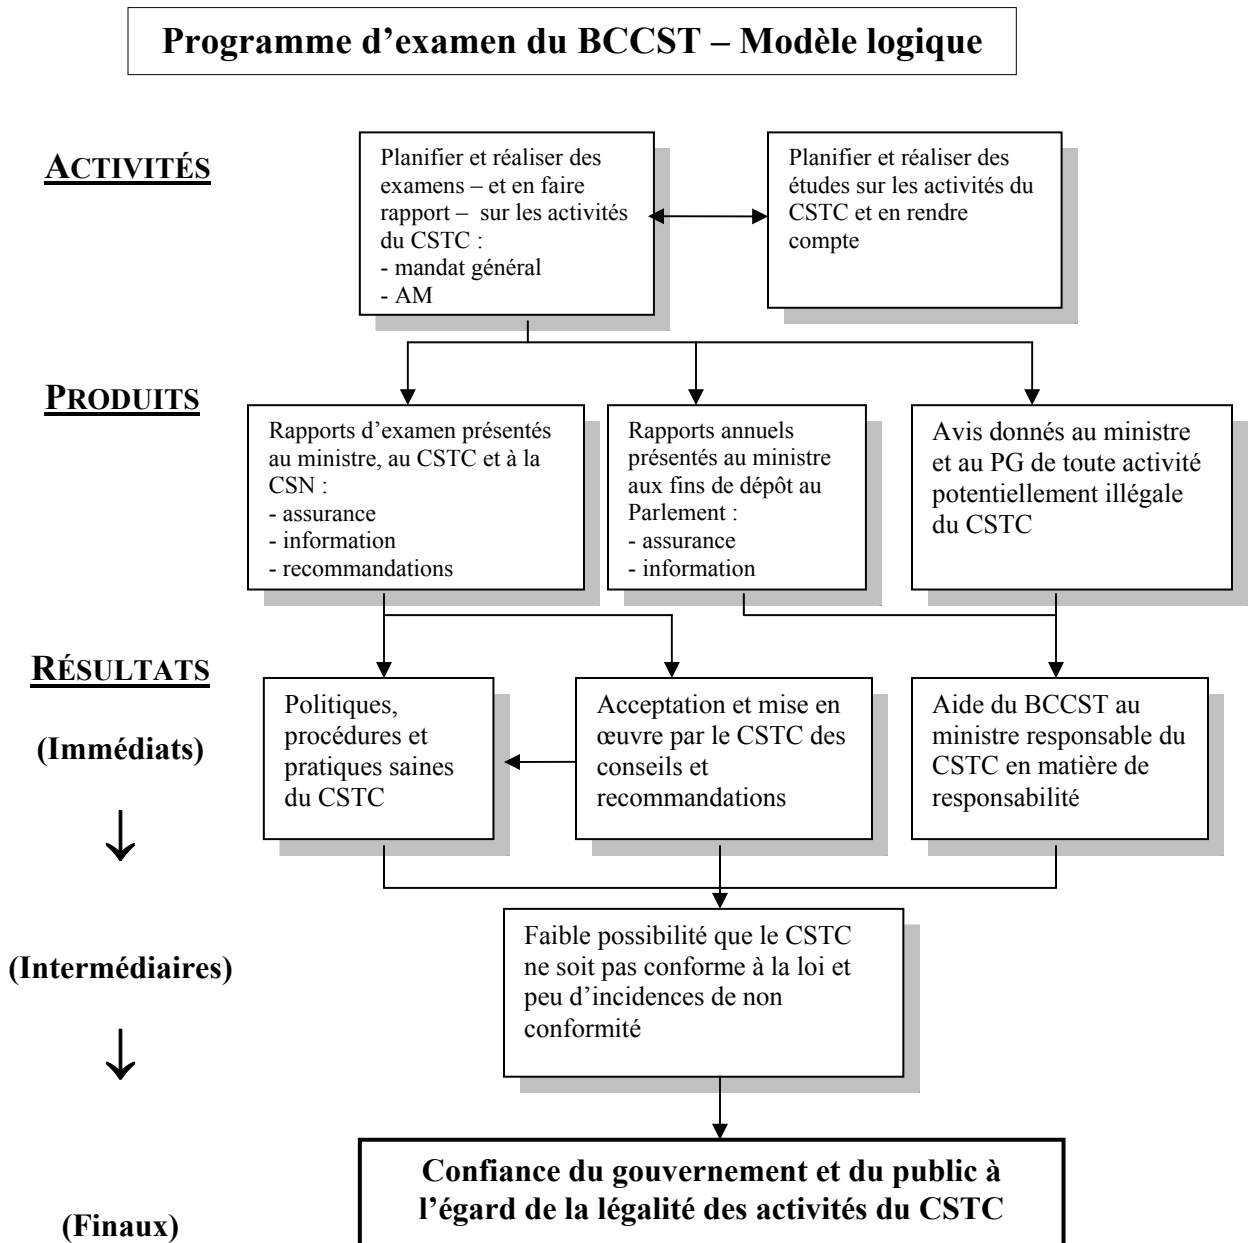 Programme d’examen du BCCST – Modèle logique
ACTIVITÉS
Planifier et réaliser des
examens – et en faire
rapport –  sur les activités
du CSTC :
- mandat général
- AM
Planifier et réaliser des
études sur les activités du
CSTC et en rendre
compte
PRODUITS
Rapports d’examen présentés
au ministre, au CSTC et à la
CSN :
- assurance
- information
- recommandations
Rapports annuels
présentés au ministre
aux fins de dépôt au
Parlement :
- assurance
- information
Avis donnés au ministre
et au PG de toute activité
potentiellement illégale
du CSTC
RÉSULTATS
(Immédiats)
Politiques,
procédures et
pratiques saines
du CSTC
Acceptation et mise en
œuvre par le CSTC des
conseils et
recommandations
Aide du BCCST au
ministre responsable du
CSTC en matière de
responsabilité
(Intermédiaires)
Faible possibilité que le CSTC
ne soit pas conforme à la loi et
peu d’incidences de non
conformité
(Finaux)
Confiance du gouvernement et du public à
l’égard de la légalité des activités du CSTC